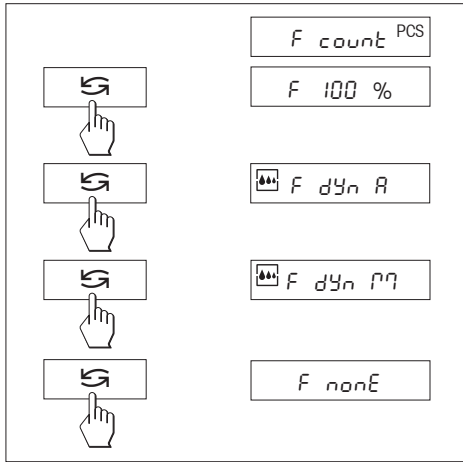 F count PCS
F 100 %
F dYn A
F dYn M
F nonE